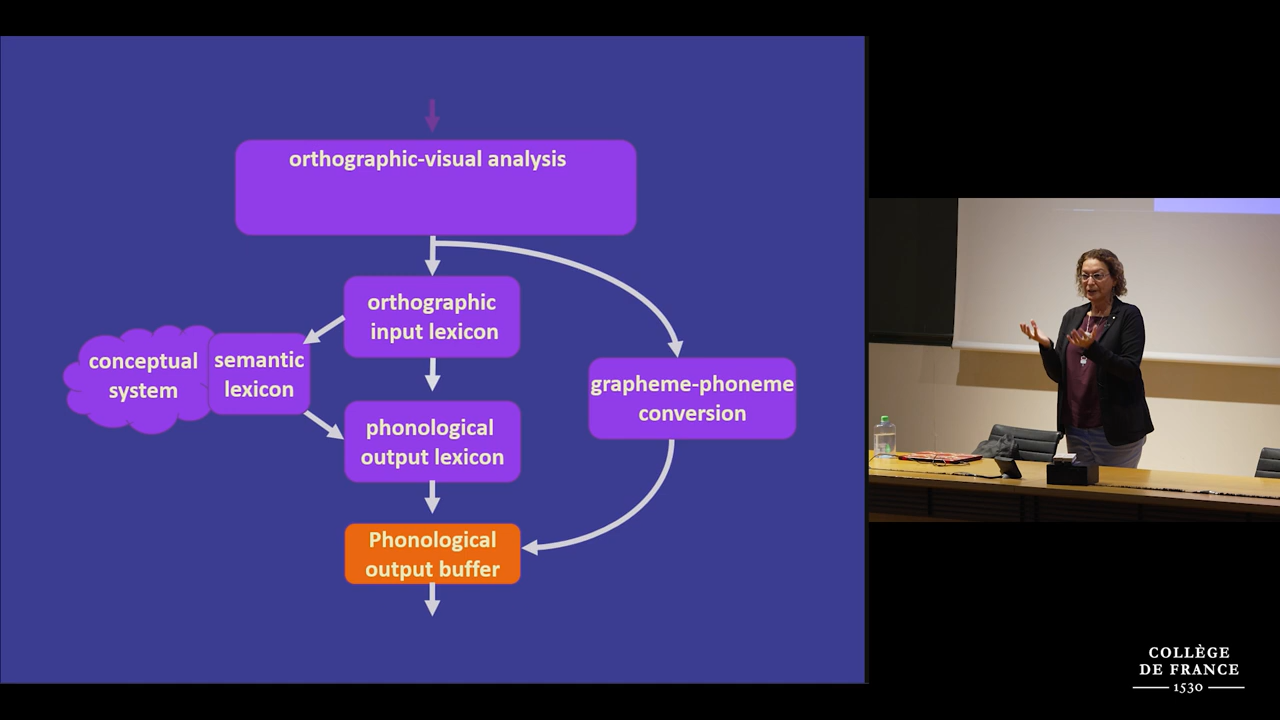 orthographic-visual analysis
orthographic
input lexicon
conceptual
system
semantic
lexicon
grapheme-phoneme
conversion
phonological
output lexicon
Phonological
output buffer
COLLÈGE
DE FRANCE
1530